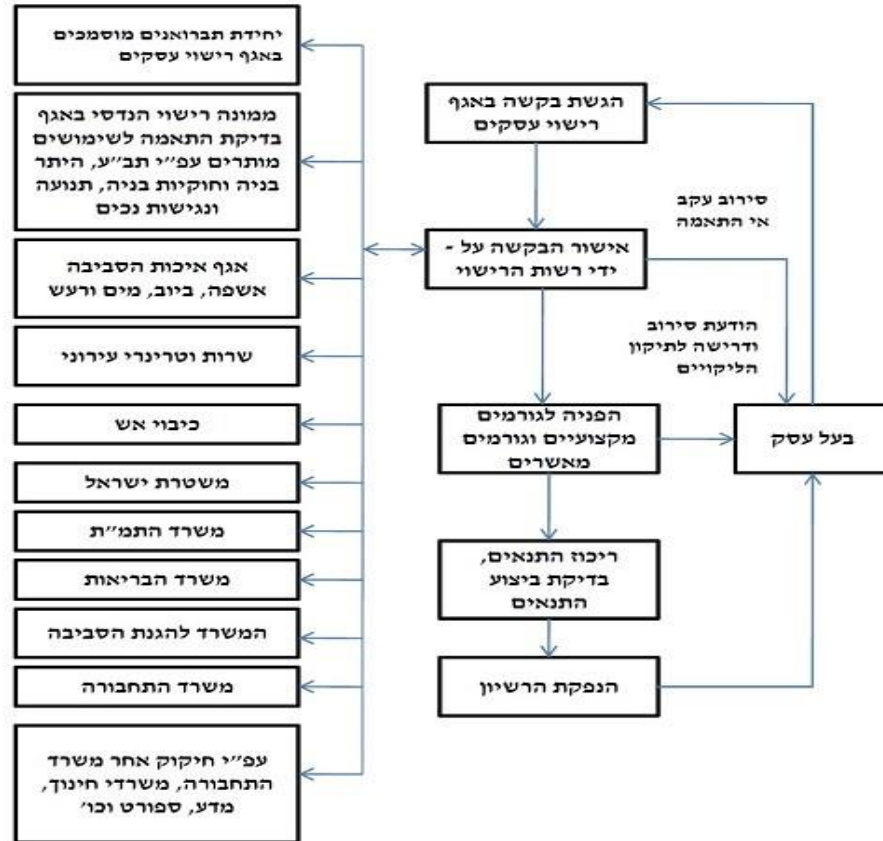 הגשת בקשה באגף
רישוי עסקים
סירוב עקב
אי התאמה
אישור הבקשה על -
ידי רשות הרישוי
הודעת סירוב
ודרישה לתיקון
הליקויים
הפניה לגורמים
מקצועיים וגורמים
מאשרים
בעל עסק
ריכוז התנאים,
בדיקת ביצוע
התנאים
הנפקת הרשיון
יחידת תברואנים מוסמכים
באגף רישוי עסקים
ממונה רישוי הנדסי באגף
בדיקת התאמה לשימושים
מותרים עפ״י תב״ע, היתר
בניה וחוקיות בניה, תנועה
ונגישות נכים
אגף איכות הסביבה
אשפה, ביוב, מים ורעש
שרות וטרינרי עירוני
כיבוי אש
משטרת ישראל
משרד התמ״ת
משרד הבריאות
המשרד להגנת הסביבה
משרד התחבורה
עפ״י חיקוק אחר משרד
התחבורה, משרדי חינוך,
מדע, ספורט וכו׳